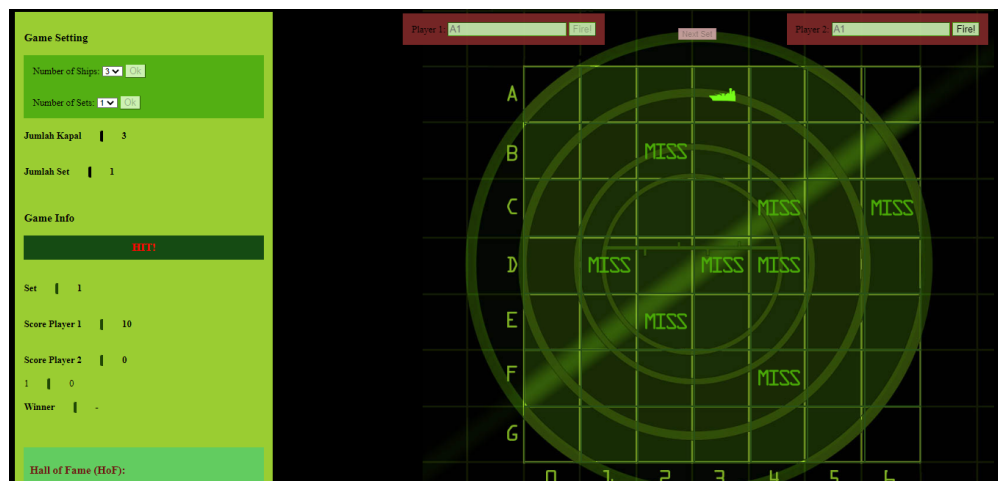 Game Setting
Number of Ships: 3 Ok
Number of Sets: 1 Ok
Jumlah Kapal 3
Jumlah Set 1
Game Info
HIT!
Set 1
Score Player 1 10
Score Player 2 0
1 0
Winner -
Hall of Fame (HoF):
Player 1: A1 Fire!
Next Set
Player 2: A1 Fire!
A
B MISS
C MISS MISS
D MISS MISS MISS
E MISS
F MISS
G
0 1 2 3 4 5 6